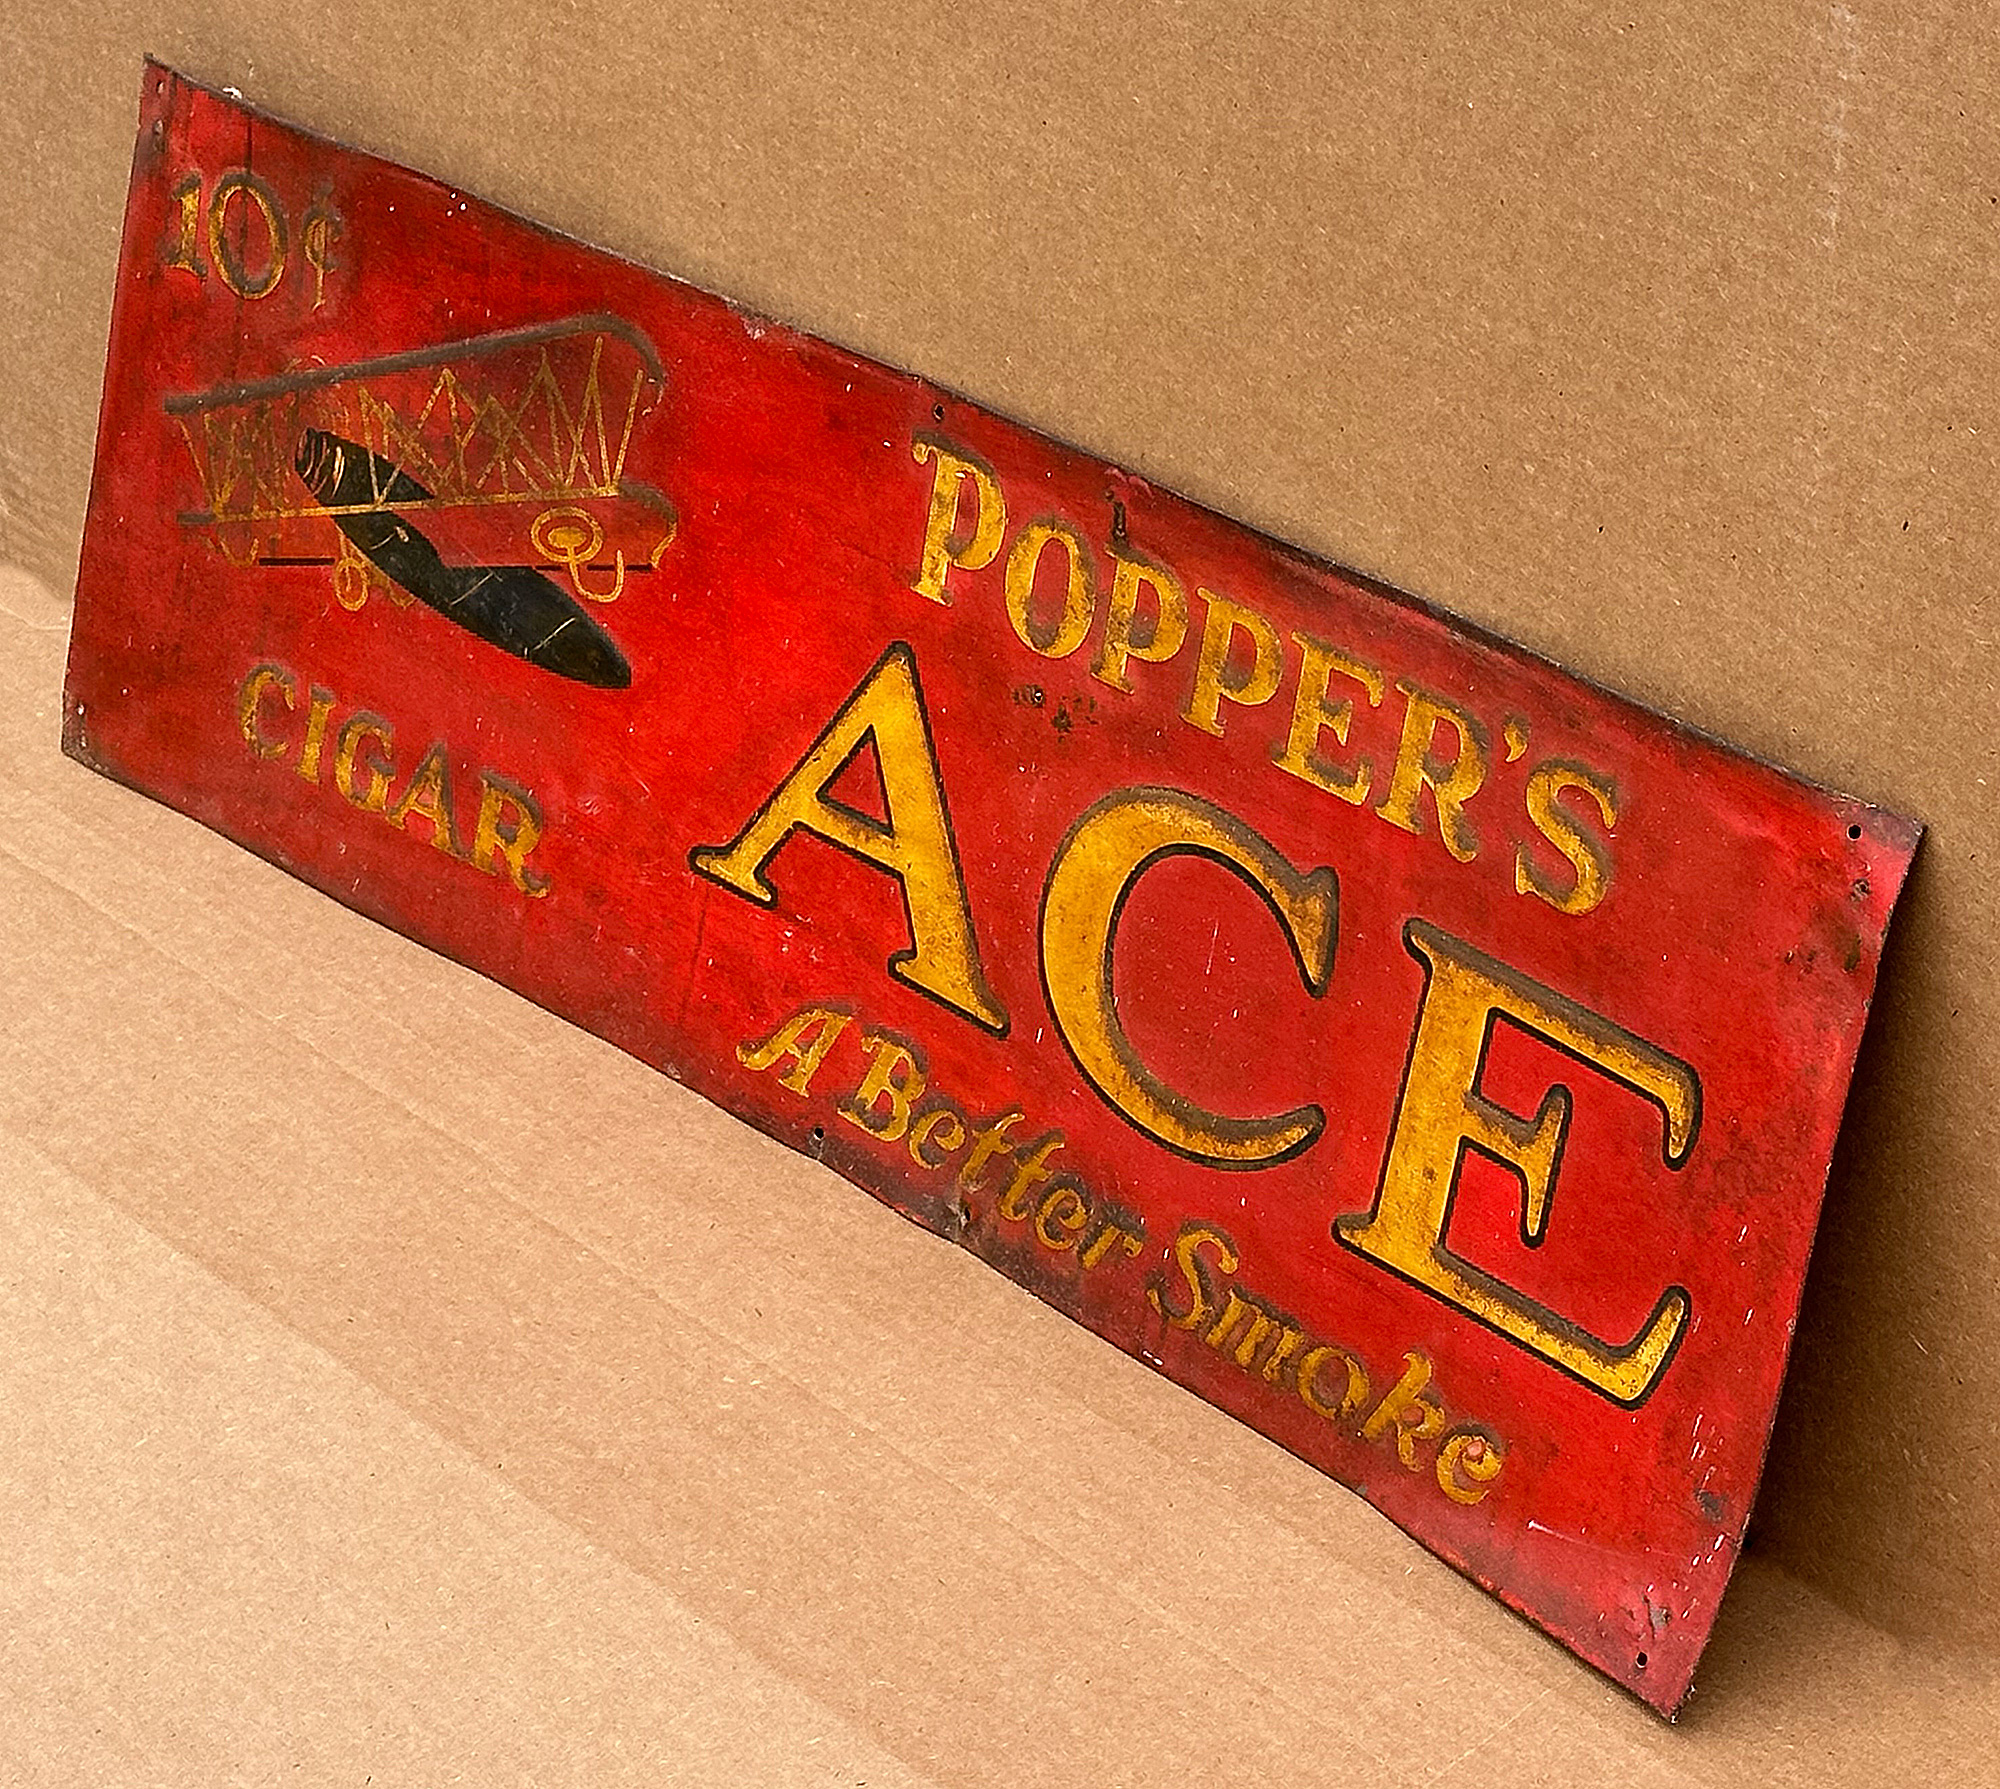 10¢
CIGAR
POPPER'S
ACE
A Better Smoke